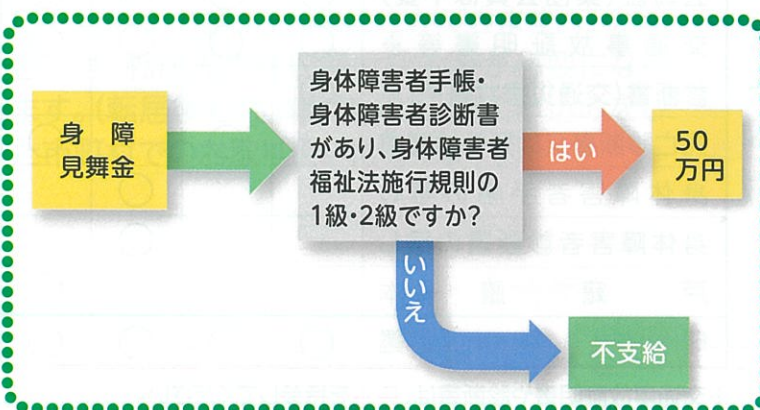 身　障
見舞金
身体障害者手帳・
身体障害者診断書
があり、身体障害者
福祉法施行規則の
1級・2級ですか?
はい
50
万円
いいえ
不支給